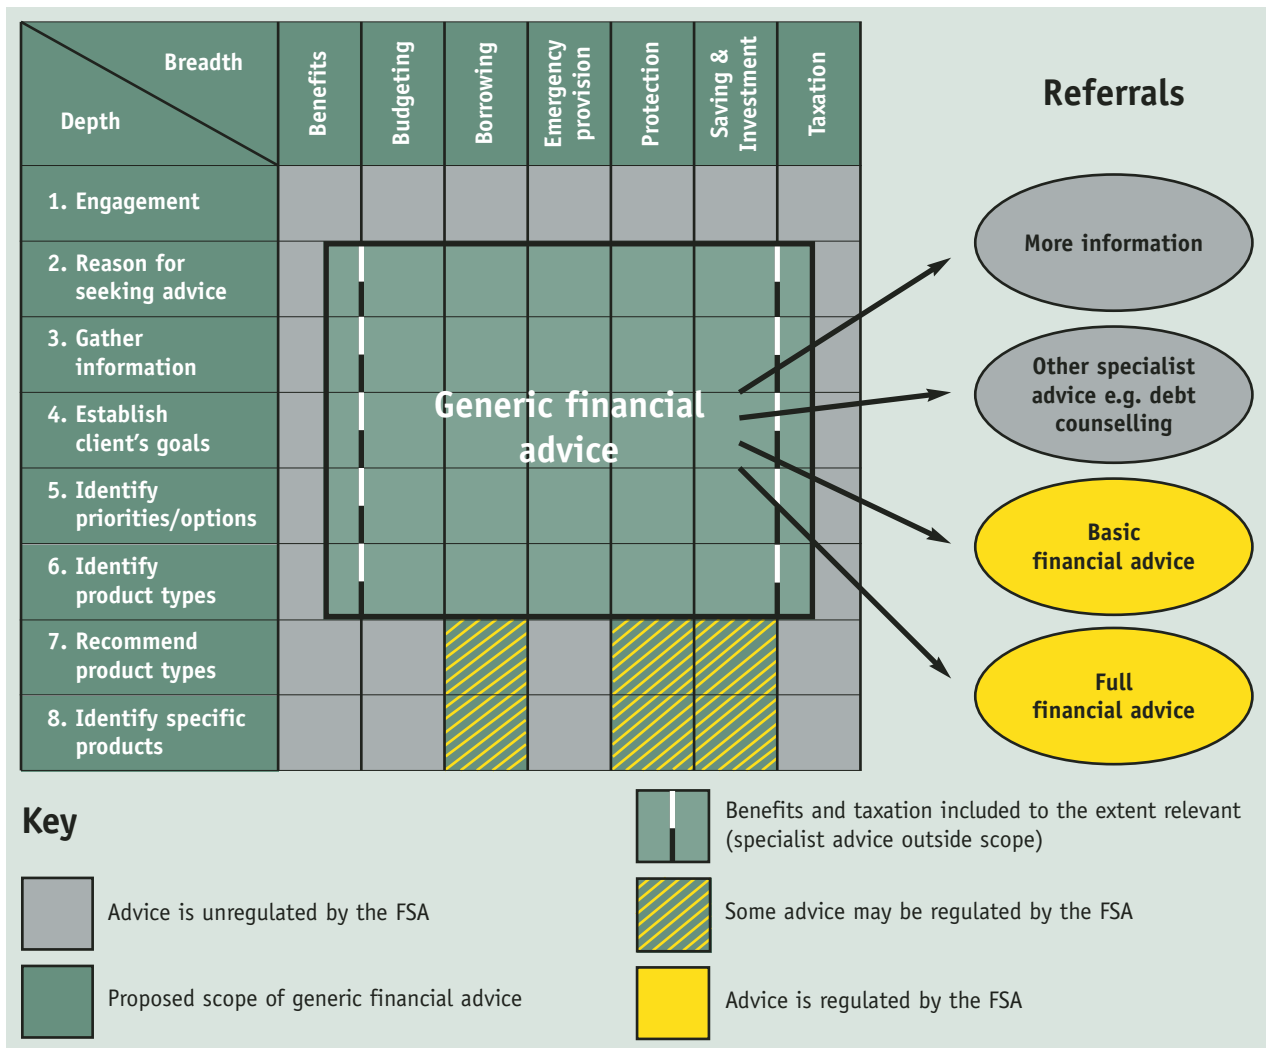 Breadth
Depth
Benefits
Budgeting
Borrowing
Emergency
provision
Protection
Saving &
Investment
Taxation
Referrals
1. Engagement
2. Reason for
seeking advice
3. Gather
information
4. Establish
client's goals
5. Identify
priorities/options
6. Identify
product types
7. Recommend
product types
8. Identify specific
products
Generic financial
advice
More information
Other specialist
advice e.g. debt
counselling
Basic
financial advice
Full
financial advice
Key
Advice is unregulated by the FSA
Proposed scope of generic financial advice
Benefits and taxation included to the extent relevant
(specialist advice outside scope)
Some advice may be regulated by the FSA
Advice is regulated by the FSA